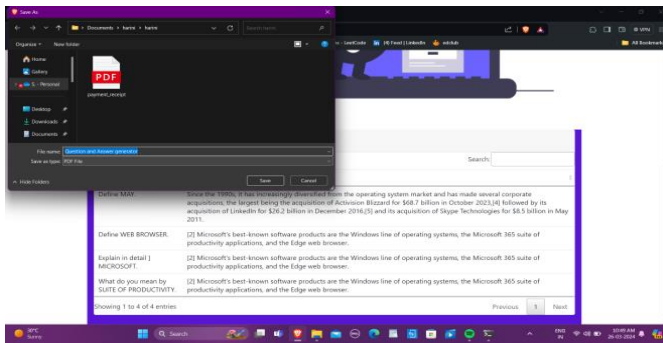 Save As
Documents › harini › harini
Organize
New folder
Home
Gallery
S - Personal
Desktop
Downloads
Documents
PDF
payment_receipt
File name: Question and Answer generator
Save as type: PDF File
Hide Folders
Save
Cancel
LeetCode
(4) Feed | LinkedIn
VPN
All Bookmarks
Search:
Define MAY.
Since the 1990s, it has increasingly diversified from the operating system market and has made several corporate
acquisitions, the largest being the acquisition of Activision Blizzard for $68.7 billion in October 2023,[4] followed by its
acquisition of LinkedIn for $26.2 billion in December 2016,[5] and its acquisition of Skype Technologies for $8.5 billion in May
2011.
Define WEB BROWSER.
[2] Microsoft's best-known software products are the Windows line of operating systems, the Microsoft 365 suite of
productivity applications, and the Edge web browser.
Explain in detail )
MICROSOFT.
[2] Microsoft's best-known software products are the Windows line of operating systems, the Microsoft 365 suite of
productivity applications, and the Edge web browser.
What do you mean by
SUITE OF PRODUCTIVITY.
[2] Microsoft's best-known software products are the Windows line of operating systems, the Microsoft 365 suite of
productivity applications, and the Edge web browser.
Showing 1 to 4 of 4 entries
Previous 1 Next
30°C
Sunny
Search
ENG
IN
10:49 AM
26-03-2024